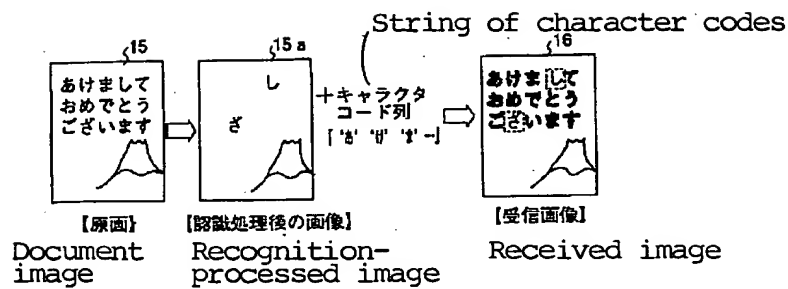 String of character codes
15
あけまして
おめでとう
ございます
【原画】
Document
image
15a
し
ざ
【認識処理後の画像】
Recognition-
processed image
+キャラクタ
コード列
「'あ' 'け' 'ま' …」
16
あけまして
おめでとう
ございます
【受信画像】
Received image